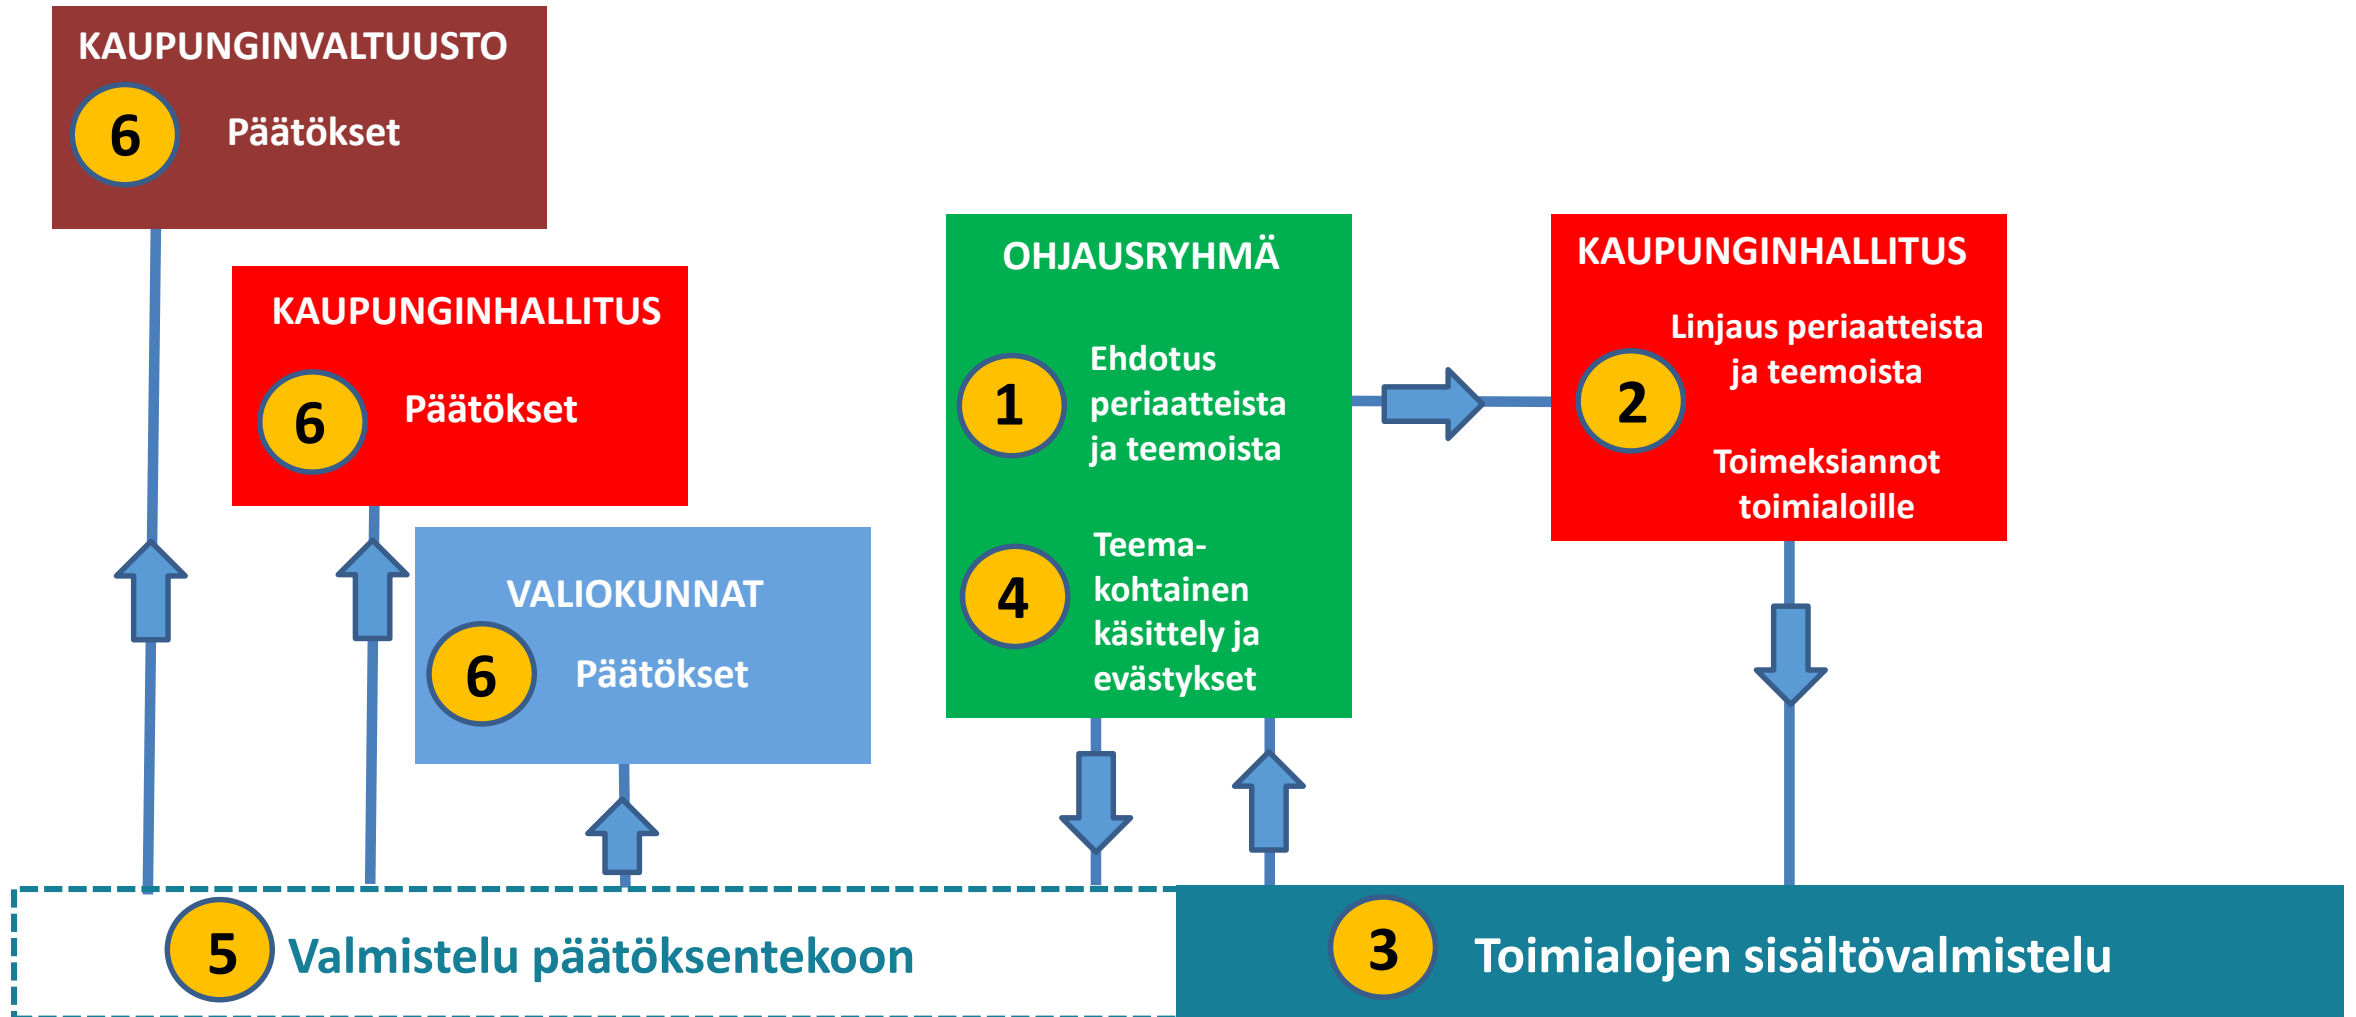 KAUPUNGINVALTUUSTO
6
Päätökset
KAUPUNGINHALLITUS
6
Päätökset
VALIOKUNNAT
6
Päätökset
OHJAUSRYHMÄ
1
Ehdotus
periaatteista
ja teemoista
4
Teema-
kohtainen
käsittely ja
evästykset
KAUPUNGINHALLITUS
2
Linjaus periaatteista
ja teemoista
Toimeksiannot
toimialoille
5
Valmistelu päätöksentekoon
3
Toimialojen sisältövalmistelu